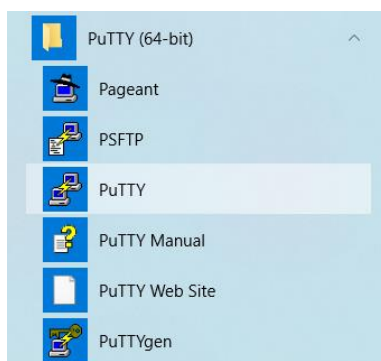 PuTTY (64-bit)
Pageant
PSFTP
PuTTY
PuTTY Manual
PuTTY Web Site
PuTTYgen